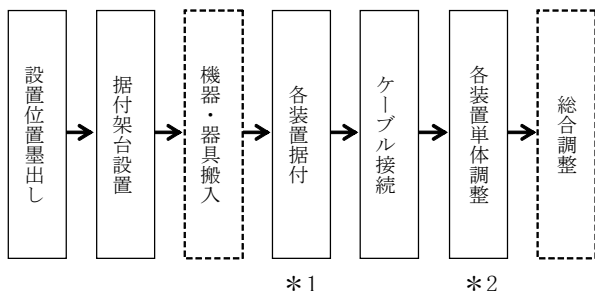 設置位置墨出し
据付架台設置
機器・器具搬入
各装置据付
ケーブル接続
各装置単体調整
総合調整
＊1
＊2